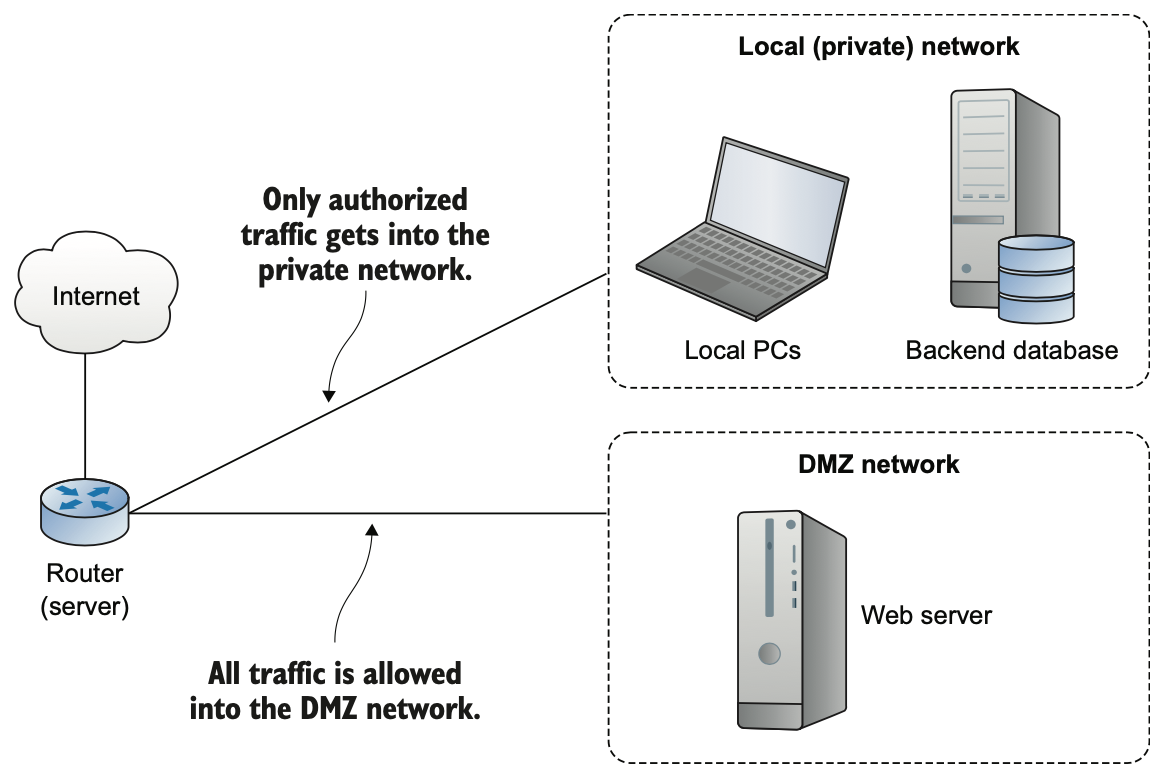 Local (private) network
Only authorized
traffic gets into the
private network.
Internet
Local PCs
Backend database
DMZ network
Router
(server)
Web server
All traffic is allowed
into the DMZ network.